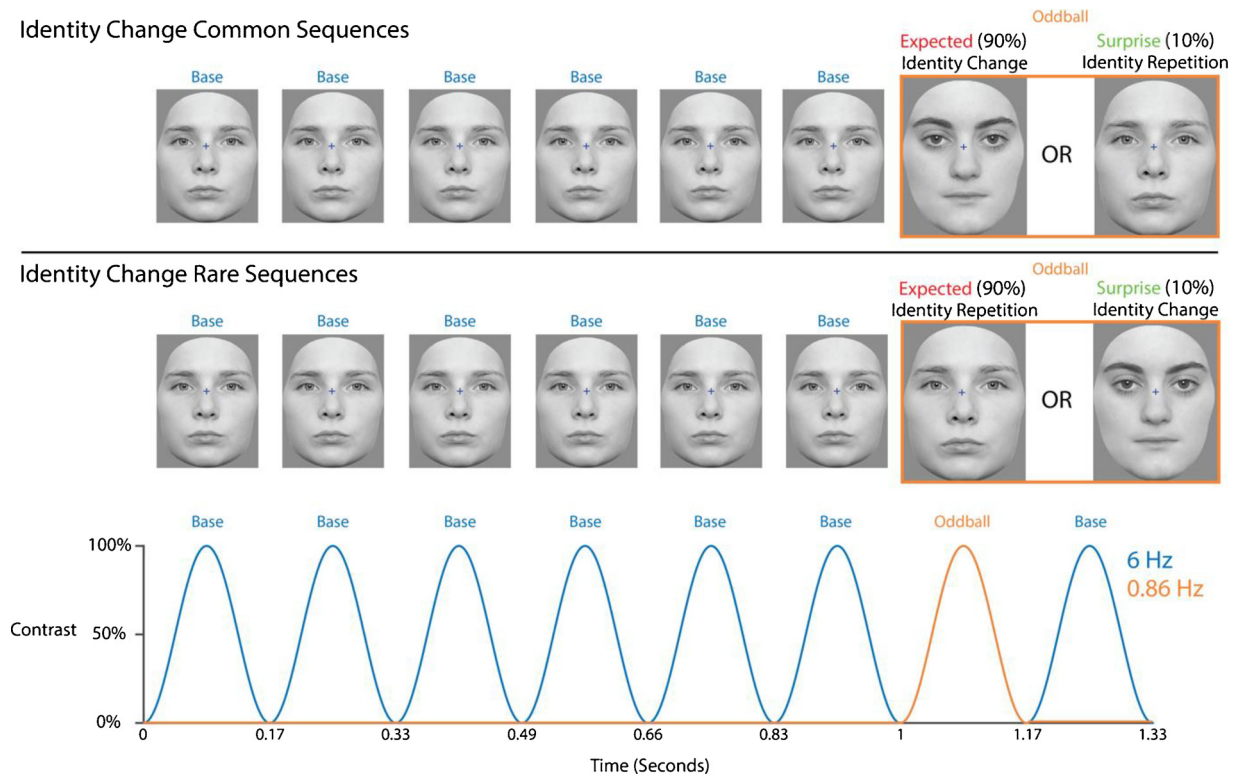 Oddball
Identity Change Common Sequences
Expected (90%)
Identity Change
Surprise (10%)
Identity Repetition
Base
Base
Base
Base
Base
Base
OR
Identity Change Rare Sequences
Oddball
Expected (90%)
Identity Repetition
Surprise (10%)
Identity Change
Base
Base
Base
Base
Base
Base
OR
Base
Base
Base
Base
Base
Base
Oddball
Base
100%
50%
0%
Contrast
6 Hz
0.86 Hz
0
0.17
0.33
0.49
0.66
0.83
1
1.17
1.33
Time (Seconds)